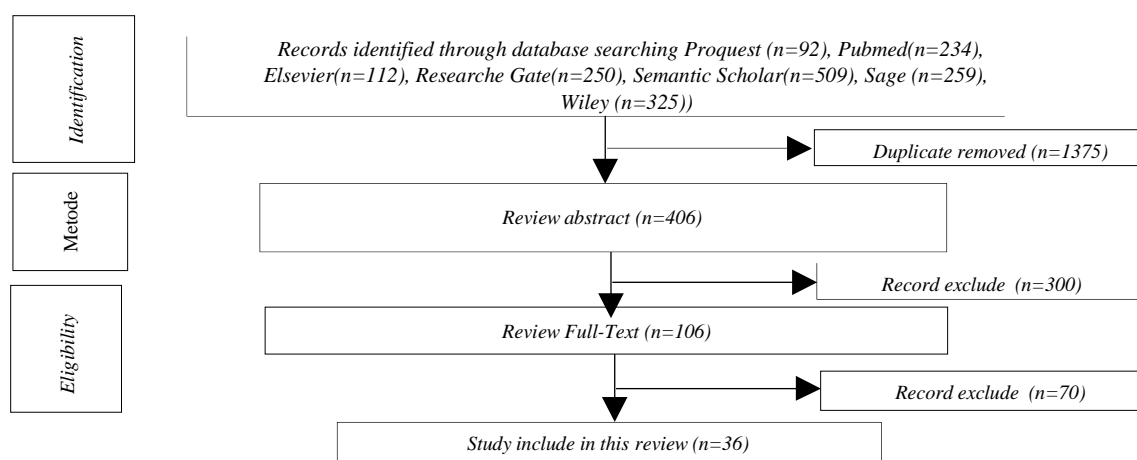 Identification
Records identified through database searching Proquest (n=92), Pubmed(n=234),
Elsevier(n=112), Researche Gate(n=250), Semantic Scholar(n=509), Sage (n=259),
Wiley (n=325))
Duplicate removed (n=1375)
Metode
Review abstract (n=406)
Record exclude (n=300)
Eligibility
Review Full-Text (n=106)
Record exclude (n=70)
Study include in this review (n=36)